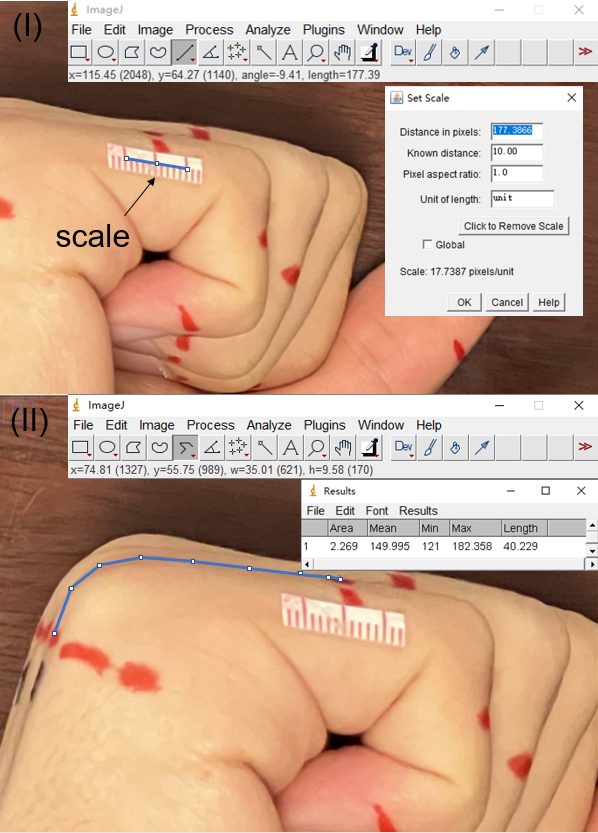 (I)
ImageJ
File Edit Image Process Analyze Plugins Window Help
Dev
x=115.45 (2048), y=64.27 (1140), angle=-9.41, length=177.39
Set Scale
Distance in pixels: 177.3866
Known distance: 10.00
Pixel aspect ratio: 1.0
Unit of length: unit
Click to Remove Scale
Global
Scale: 17.7387 pixels/unit
OK Cancel Help
scale
(II)
ImageJ
File Edit Image Process Analyze Plugins Window Help
Dev
x=74.81 (1327), y=55.75 (989), w=35.01 (621), h=9.58 (170)
Results
File Edit Font Results
Area Mean Min Max Length
1 2.269 149.995 121 182.358 40.229